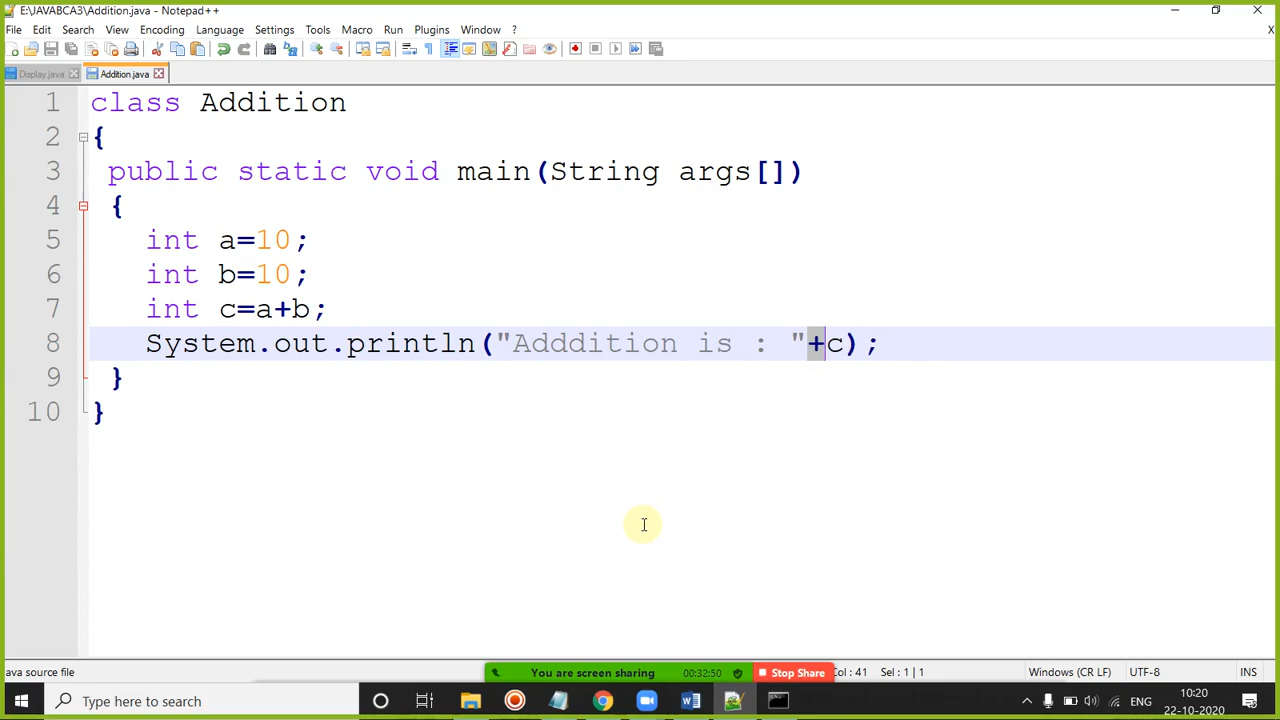 E:\JAVABCA3\Addition.java - Notepad++
File Edit Search View Encoding Language Settings Tools Macro Run Plugins Window ? X
Display.java Addition.java
1 class Addition
2 {
3 public static void main(String args[])
4 {
5 int a=10;
6 int b=10;
7 int c=a+b;
8 System.out.println("Adddition is : "+c);
9 }
10 }
ava source file Col : 41 Sel : 1 | 1 Windows (CR LF) UTF-8 INS
You are screen sharing 00:32:50 Stop Share
Type here to search ENG 10:20
22-10-2020